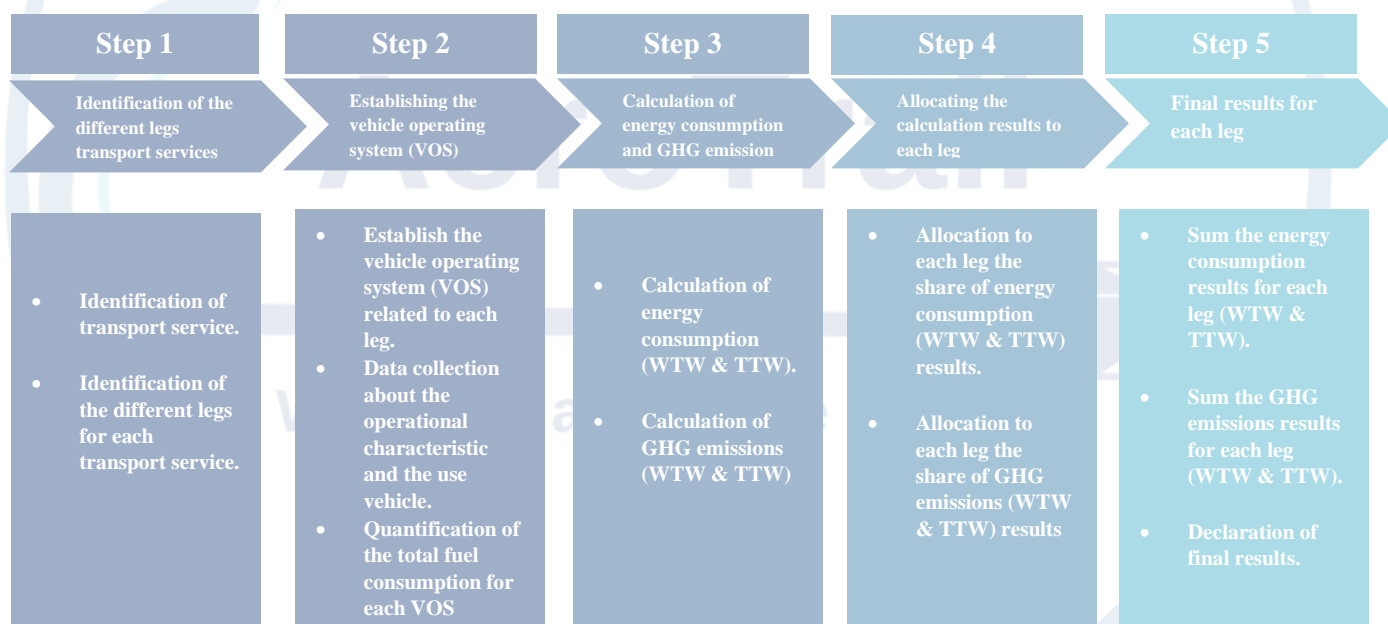 Step 1
Identification of the
different legs
transport services
Step 2
Establishing the
vehicle operating
system (VOS)
Step 3
Calculation of
energy consumption
and GHG emission
Step 4
Allocating the
calculation results to
each leg
Step 5
Final results for
each leg
• Identification of
transport service.
• Identification of
the different legs
for each
transport service.
• Establish the
vehicle operating
system (VOS)
related to each
leg.
• Data collection
about the
operational
characteristic
and the use
vehicle.
• Quantification of
the total fuel
consumption for
each VOS
• Calculation of
energy
consumption
(WTW & TTW).
• Calculation of
GHG emissions
(WTW & TTW)
• Allocation to
each leg the
share of energy
consumption
(WTW & TTW)
results.
• Allocation to
each leg the
share of GHG
emissions (WTW
& TTW) results
• Sum the energy
consumption
results for each
leg (WTW &
TTW).
• Sum the GHG
emissions results
for each leg
(WTW & TTW).
• Declaration of
final results.